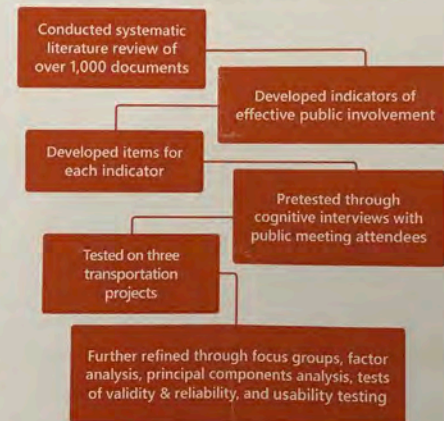 Conducted systematic
literature review of
over 1,000 documents
Developed indicators of
effective public involvement
Developed items for
each indicator
Pretested through
cognitive interviews with
public meeting attendees
Tested on three
transportation
projects
Further refined through focus groups, factor
analysis, principal components analysis, tests
of validity & reliability, and usability testing